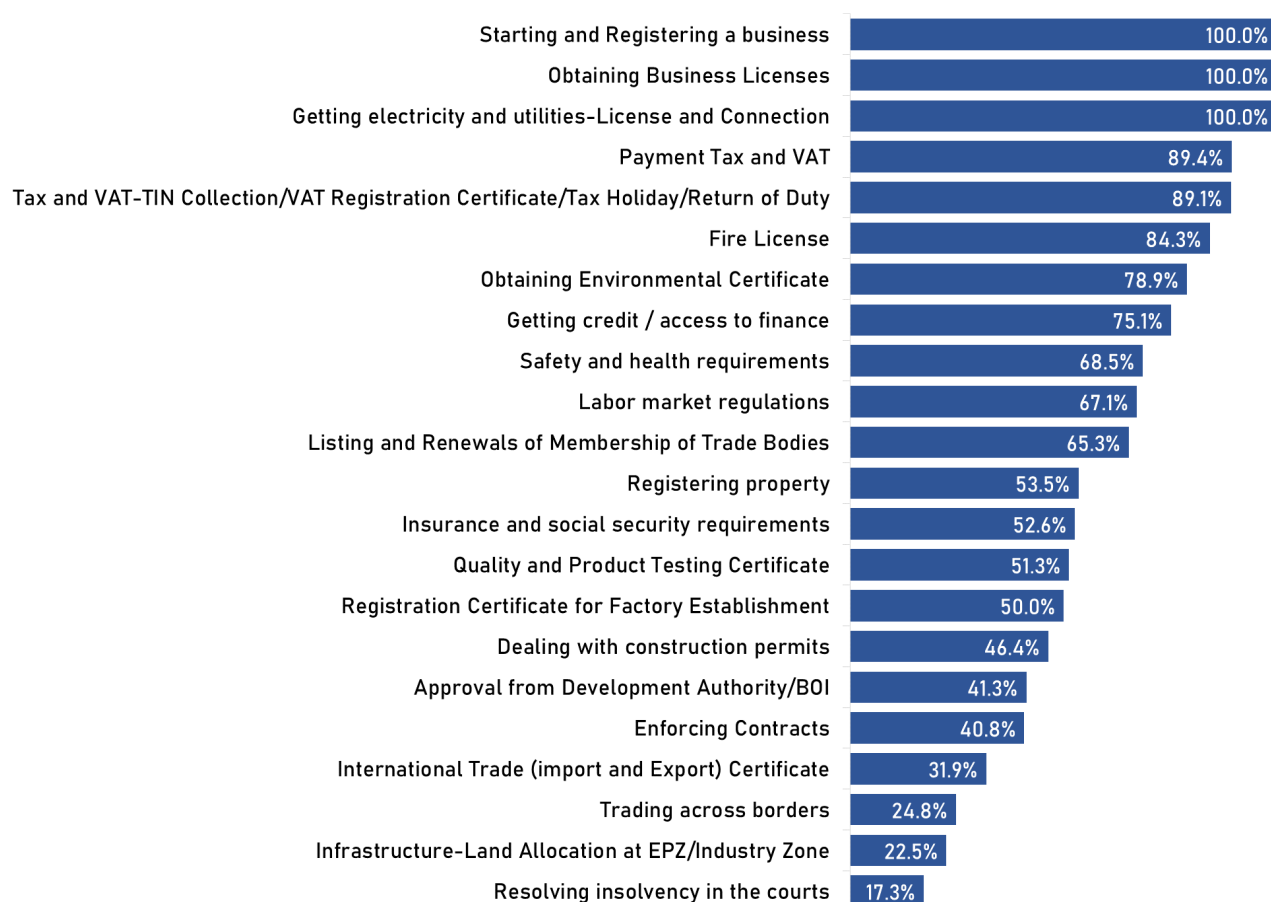 Starting and Registering a business 100.0%
Obtaining Business Licenses 100.0%
Getting electricity and utilities-License and Connection 100.0%
Payment Tax and VAT 89.4%
Tax and VAT-TIN Collection/VAT Registration Certificate/Tax Holiday/Return of Duty 89.1%
Fire License 84.3%
Obtaining Environmental Certificate 78.9%
Getting credit / access to finance 75.1%
Safety and health requirements 68.5%
Labor market regulations 67.1%
Listing and Renewals of Membership of Trade Bodies 65.3%
Registering property 53.5%
Insurance and social security requirements 52.6%
Quality and Product Testing Certificate 51.3%
Registration Certificate for Factory Establishment 50.0%
Dealing with construction permits 46.4%
Approval from Development Authority/BOI 41.3%
Enforcing Contracts 40.8%
International Trade (import and Export) Certificate 31.9%
Trading across borders 24.8%
Infrastructure-Land Allocation at EPZ/Industry Zone 22.5%
Resolving insolvency in the courts 17.3%